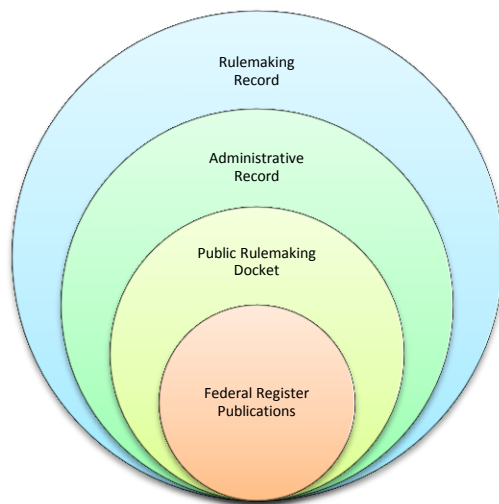 Rulemaking
Record
Administrative
Record
Public Rulemaking
Docket
Federal Register
Publications